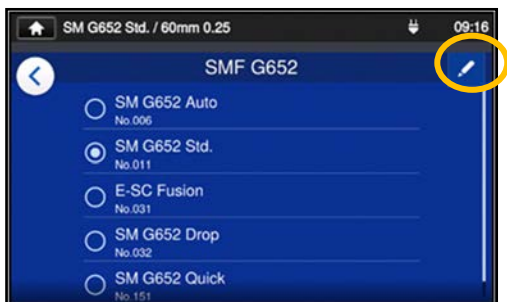 SM G652 Std. / 60mm 0.25 09:16
SMF G652
SM G652 Auto
No.006
SM G652 Std.
No.011
E-SC Fusion
No.031
SM G652 Drop
No.032
SM G652 Quick
No.151